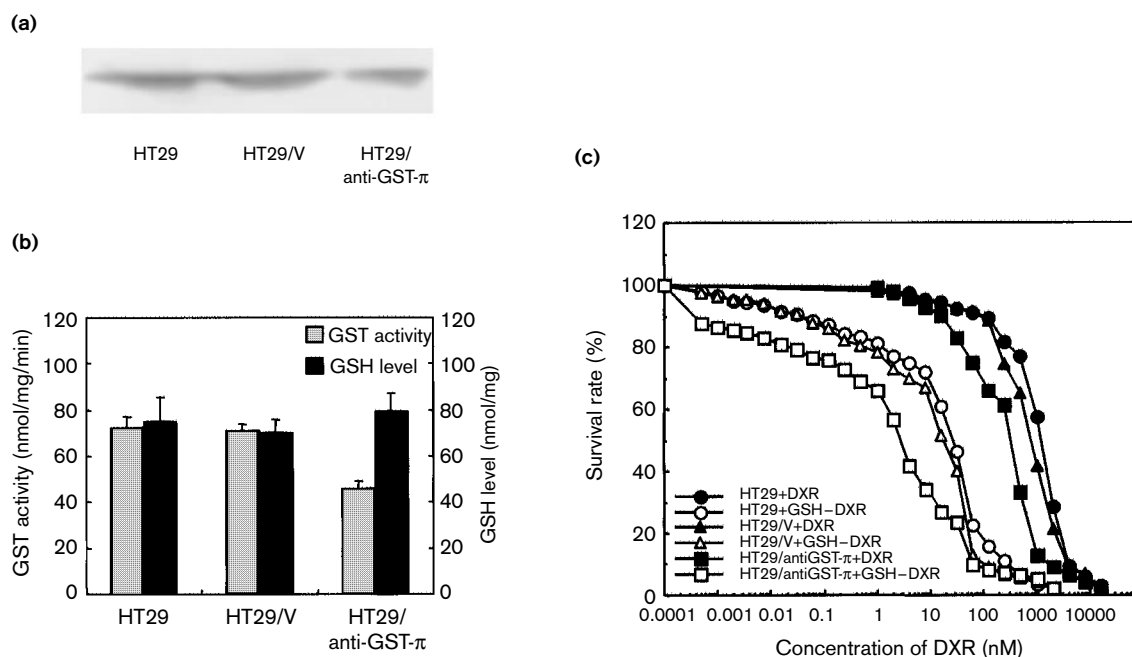 (a)
HT29
HT29/V
HT29/
anti-GST-π
(b)
120
100
80
60
40
20
0
GST activity (nmol/mg/min)
GST activity
GSH level
120
100
80
60
40
20
0
GSH level (nmol/mg)
HT29
HT29/V
HT29/
anti-GST-π
(c)
120
100
80
60
40
20
0
Survival rate (%)
HT29+DXR
HT29+GSH–DXR
HT29/V+DXR
HT29/V+GSH–DXR
HT29/antiGST-π+DXR
HT29/antiGST-π+GSH–DXR
0.0001 0.001 0.01 0.1 1 10 100 1000 10000
Concentration of DXR (nM)